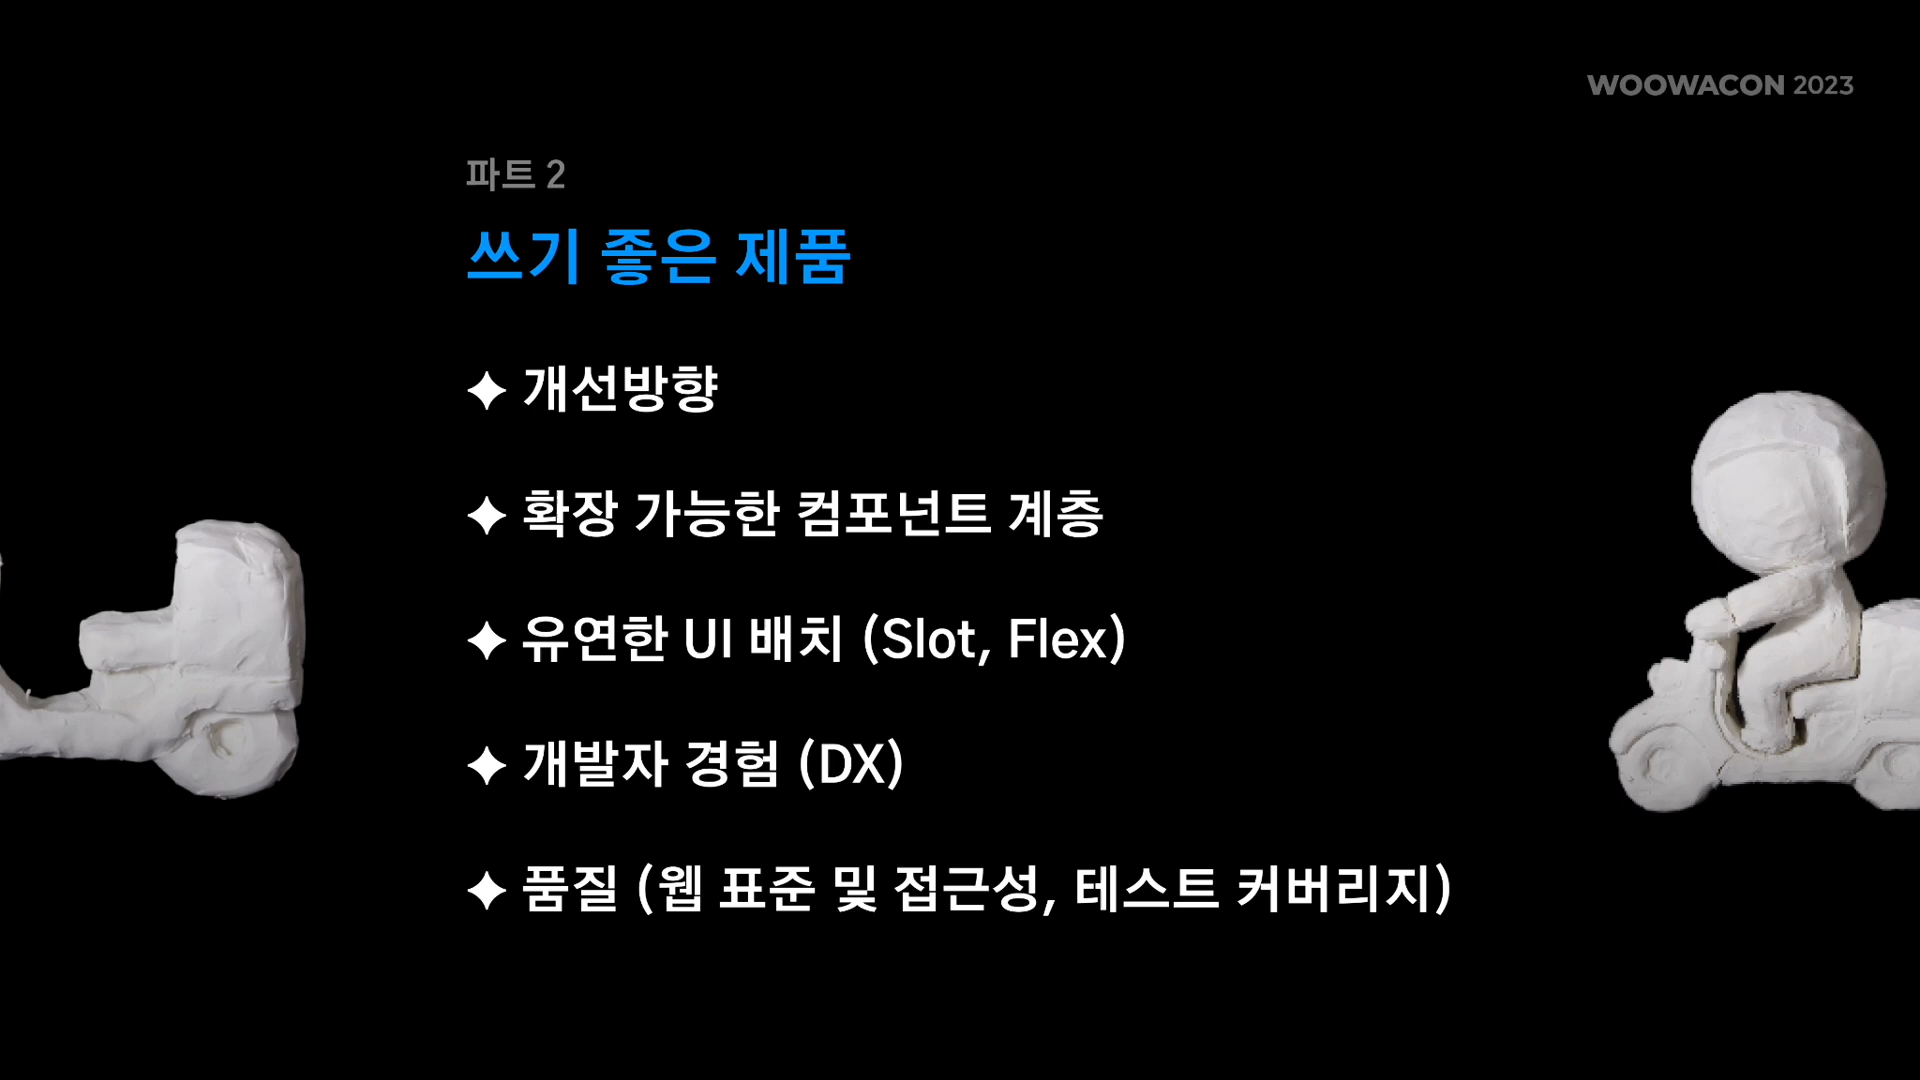 WOOWACON 2023
파트 2
쓰기 좋은 제품
✦ 개선방향
✦ 확장 가능한 컴포넌트 계층
✦ 유연한 UI 배치 (Slot, Flex)
✦ 개발자 경험 (DX)
✦ 품질 (웹 표준 및 접근성, 테스트 커버리지)